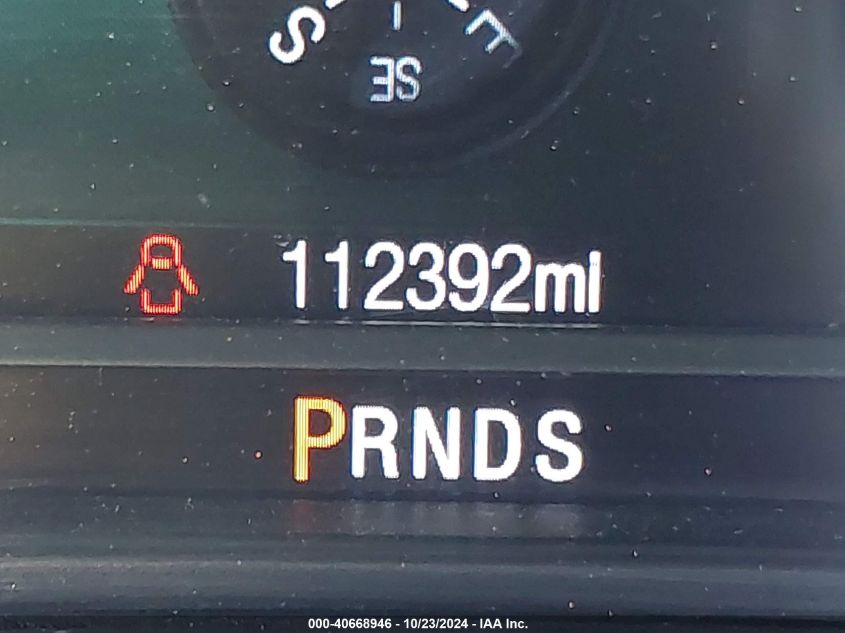 S E
SE
112392mi
PRNDS
000-40668946 - 10/23/2024 - IAA Inc.